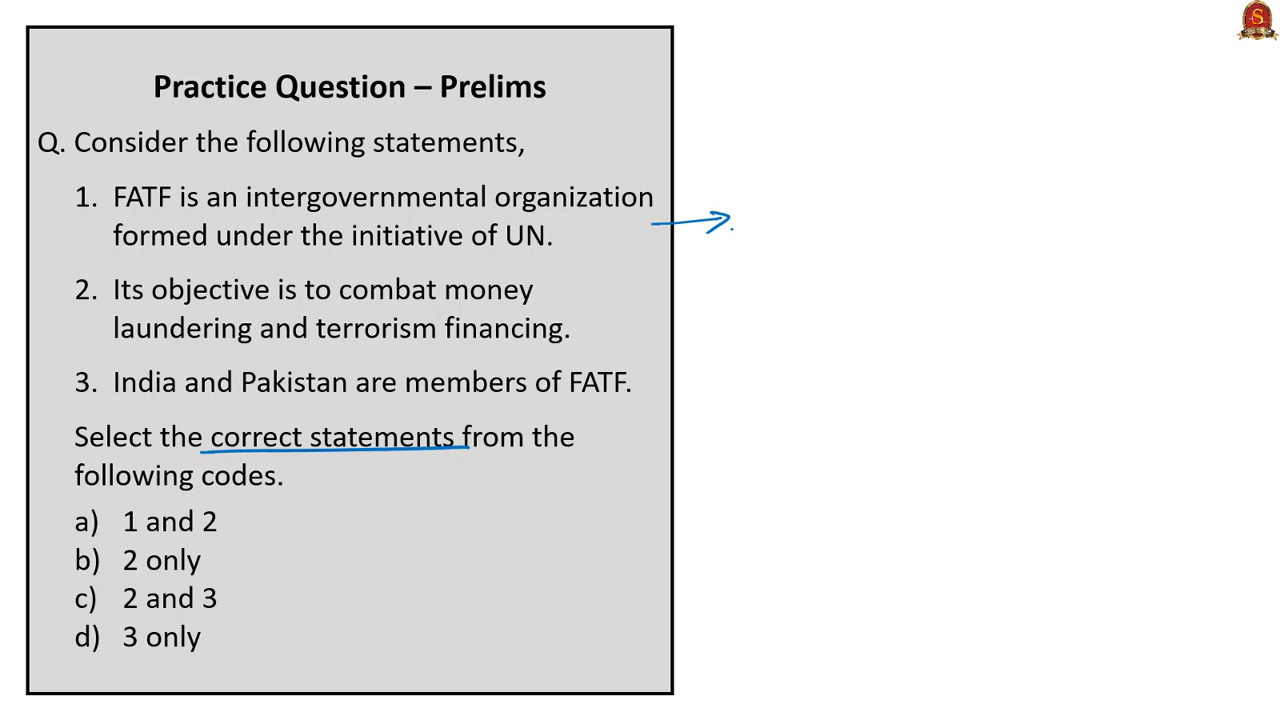 Practice Question – Prelims
Q. Consider the following statements,
1. FATF is an intergovernmental organization
formed under the initiative of UN.
2. Its objective is to combat money
laundering and terrorism financing.
3. India and Pakistan are members of FATF.
Select the correct statements from the
following codes.
a) 1 and 2
b) 2 only
c) 2 and 3
d) 3 only
S